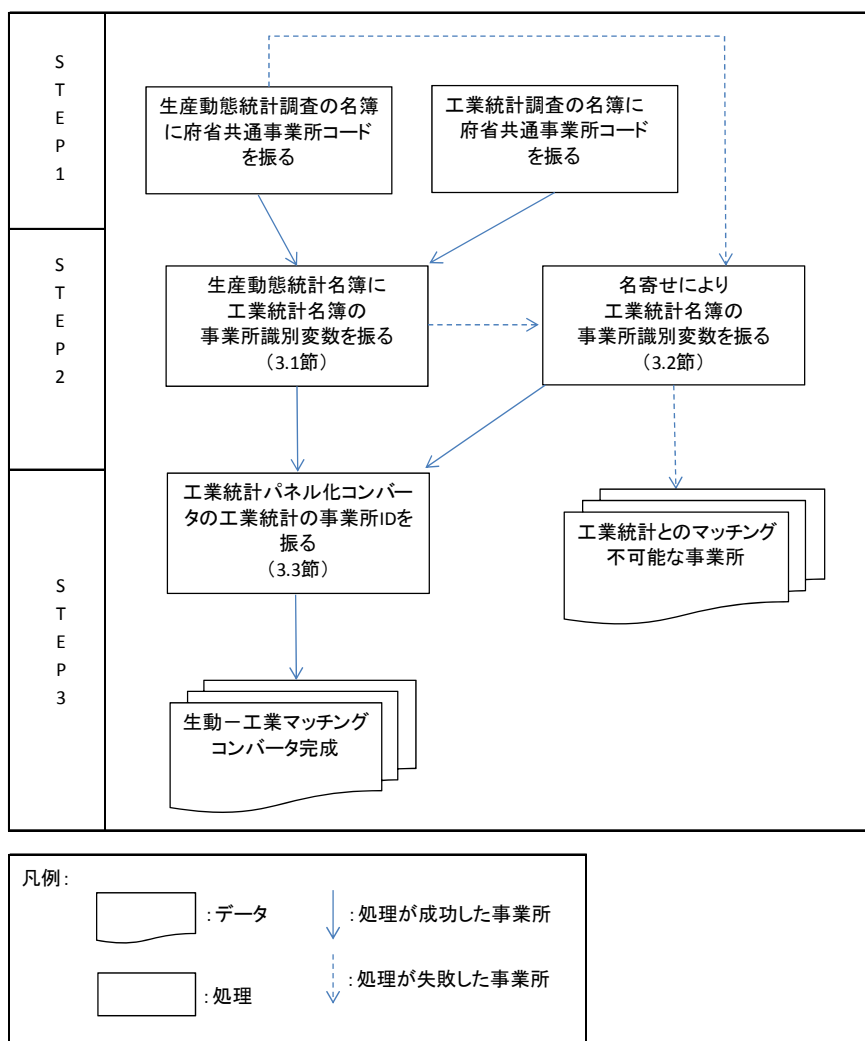 STEP1
生産動態統計調査の名簿
に府省共通事業所コード
を振る
工業統計調査の名簿に
府省共通事業所コード
を振る
STEP2
生産動態統計名簿に
工業統計名簿の
事業所識別変数を振る
(3.1節)
名寄せにより
工業統計名簿の
事業所識別変数を振る
(3.2節)
STEP3
工業統計パネル化コンバー
タの工業統計の事業所IDを
振る
(3.3節)
工業統計とのマッチング
不可能な事業所
生動－工業マッチング
コンバータ完成
凡例：
：データ
：処理が成功した事業所
：処理
：処理が失敗した事業所